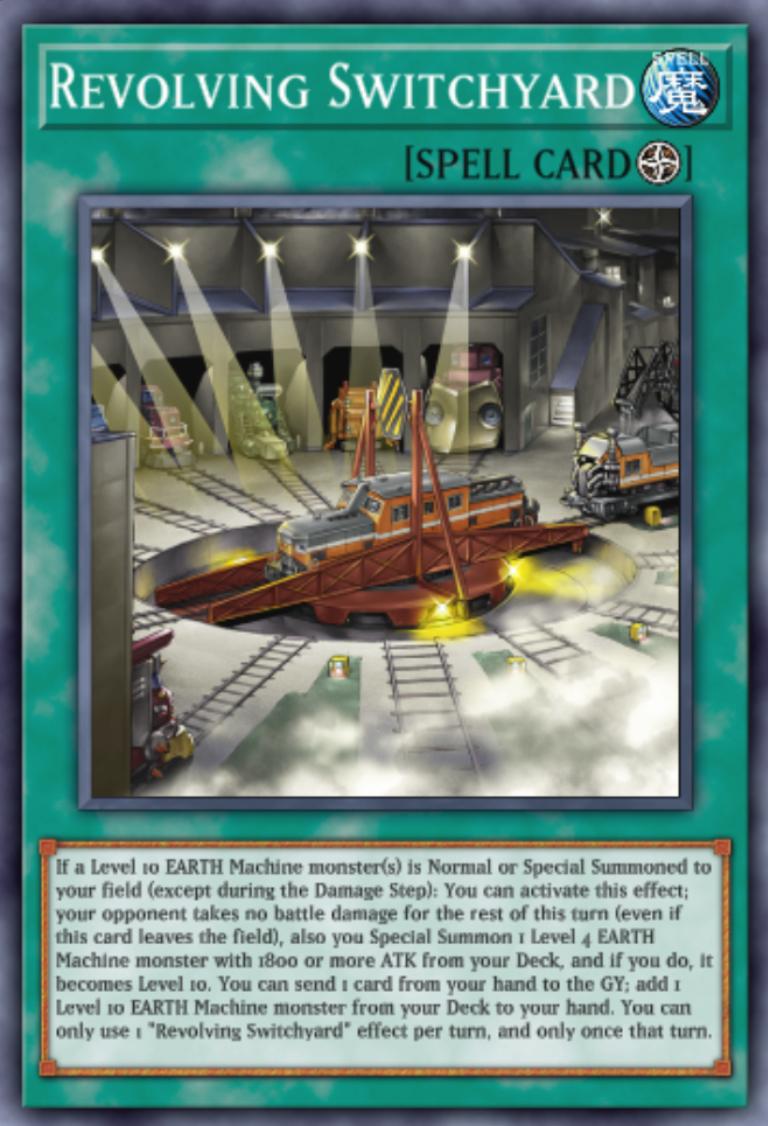 REVOLVING SWITCHYARD
SPELL
魔
[SPELL CARD]
If a Level 10 EARTH Machine monster(s) is Normal or Special Summoned to
your field (except during the Damage Step): You can activate this effect;
your opponent takes no battle damage for the rest of this turn (even if
this card leaves the field), also you Special Summon 1 Level 4 EARTH
Machine monster with 1800 or more ATK from your Deck, and if you do, it
becomes Level 10. You can send 1 card from your hand to the GY; add 1
Level 10 EARTH Machine monster from your Deck to your hand. You can
only use 1 "Revolving Switchyard" effect per turn, and only once that turn.